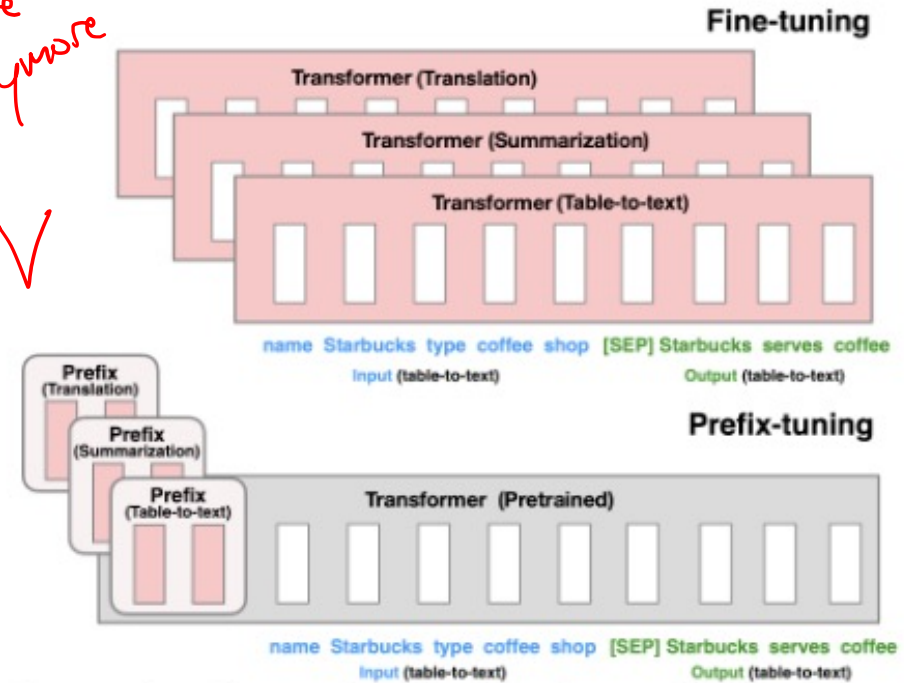 Fine-tuning
Transformer (Translation)
Transformer (Summarization)
Transformer (Table-to-text)
name Starbucks type coffee shop [SEP] Starbucks serves coffee
Input (table-to-text) Output (table-to-text)
Prefix-tuning
Prefix
(Translation)
Prefix
(Summarization)
Prefix
(Table-to-text)
Transformer (Pretrained)
name Starbucks type coffee shop [SEP] Starbucks serves coffee
Input (table-to-text) Output (table-to-text)